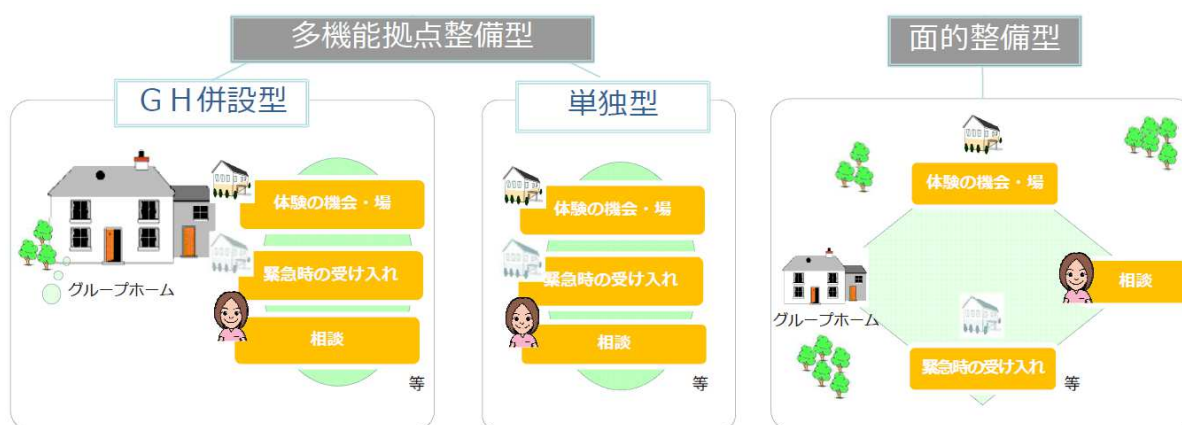 多機能拠点整備型
面的整備型
ＧＨ併設型
単独型
体験の機会・場
緊急時の受け入れ
グループホーム
相談
等
体験の機会・場
緊急時の受け入れ
相談
等
体験の機会・場
相談
グループホーム
緊急時の受け入れ
等